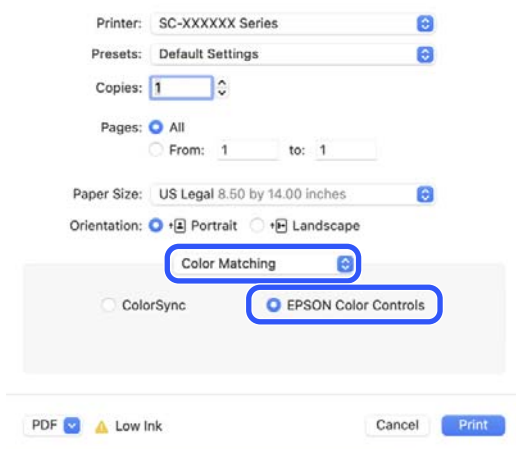 Printer: SC-XXXXXX Series
Presets: Default Settings
Copies: 1
Pages: All
From: 1 to: 1
Paper Size: US Legal 8.50 by 14.00 inches
Orientation: Portrait Landscape
Color Matching
ColorSync EPSON Color Controls
PDF Low Ink Cancel Print